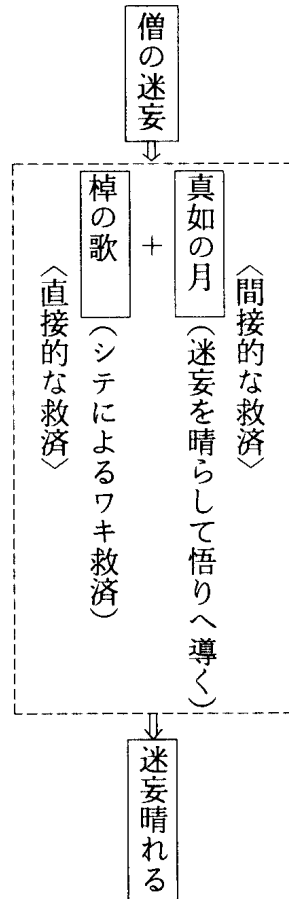 僧の迷妄
〈間接的な救済〉
真如の月(迷妄を晴らして悟りへ導く)
+
棹の歌(シテによるワキ救済)
〈直接的な救済〉
迷妄晴れる